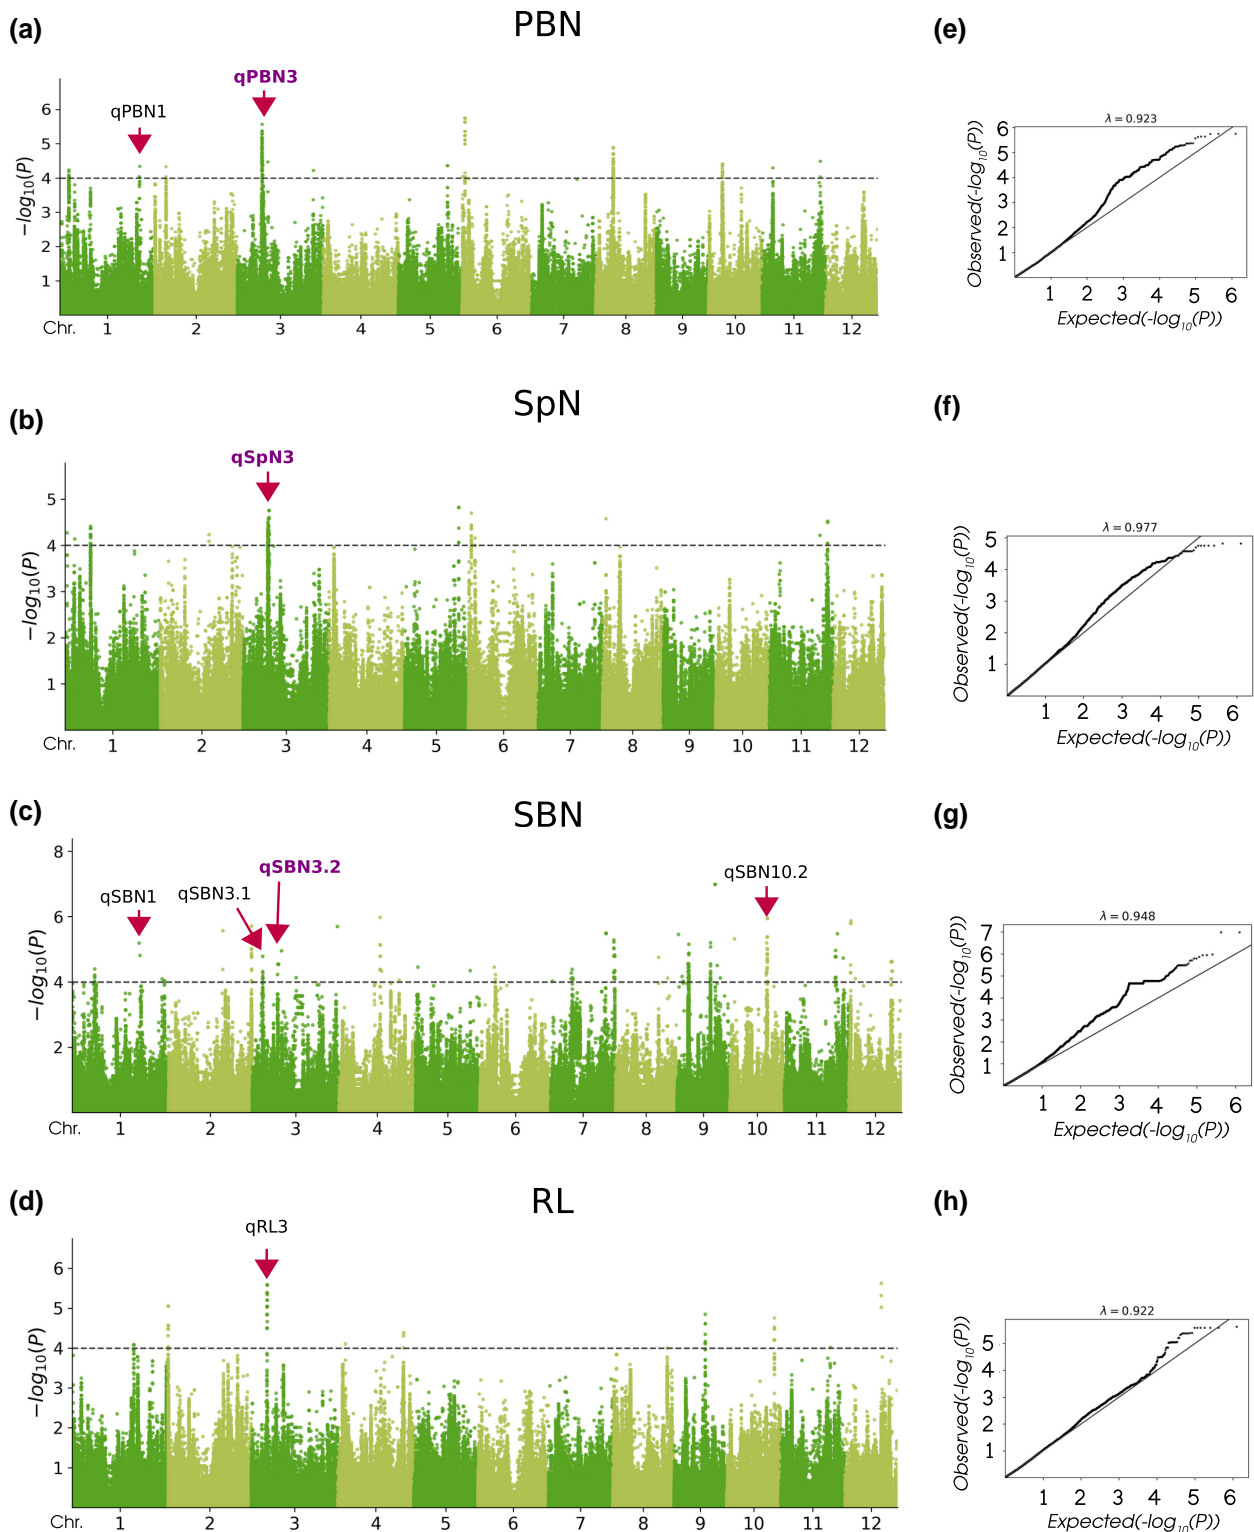 (a)
PBN
(e)
qPBN3
qPBN1
−log10(P)
6
5
4
3
2
1
Chr.
1 2 3 4 5 6 7 8 9 10 11 12
λ = 0.923
Observed(-log10(P))
6
5
4
3
2
1
1 2 3 4 5 6
Expected(-log10(P))
(b)
SpN
(f)
qSpN3
−log10(P)
5
4
3
2
1
Chr.
1 2 3 4 5 6 7 8 9 10 11 12
λ = 0.977
Observed(-log10(P))
5
4
3
2
1
1 2 3 4 5 6
Expected(-log10(P))
(c)
SBN
(g)
qSBN1
qSBN3.1
qSBN3.2
qSBN10.2
−log10(P)
8
6
4
2
Chr.
1 2 3 4 5 6 7 8 9 10 11 12
λ = 0.948
Observed(-log10(P))
7
6
5
4
3
2
1
1 2 3 4 5 6
Expected(-log10(P))
(d)
RL
(h)
qRL3
−log10(P)
6
5
4
3
2
1
Chr.
1 2 3 4 5 6 7 8 9 10 11 12
λ = 0.922
Observed(-log10(P))
5
4
3
2
1
1 2 3 4 5 6
Expected(-log10(P))